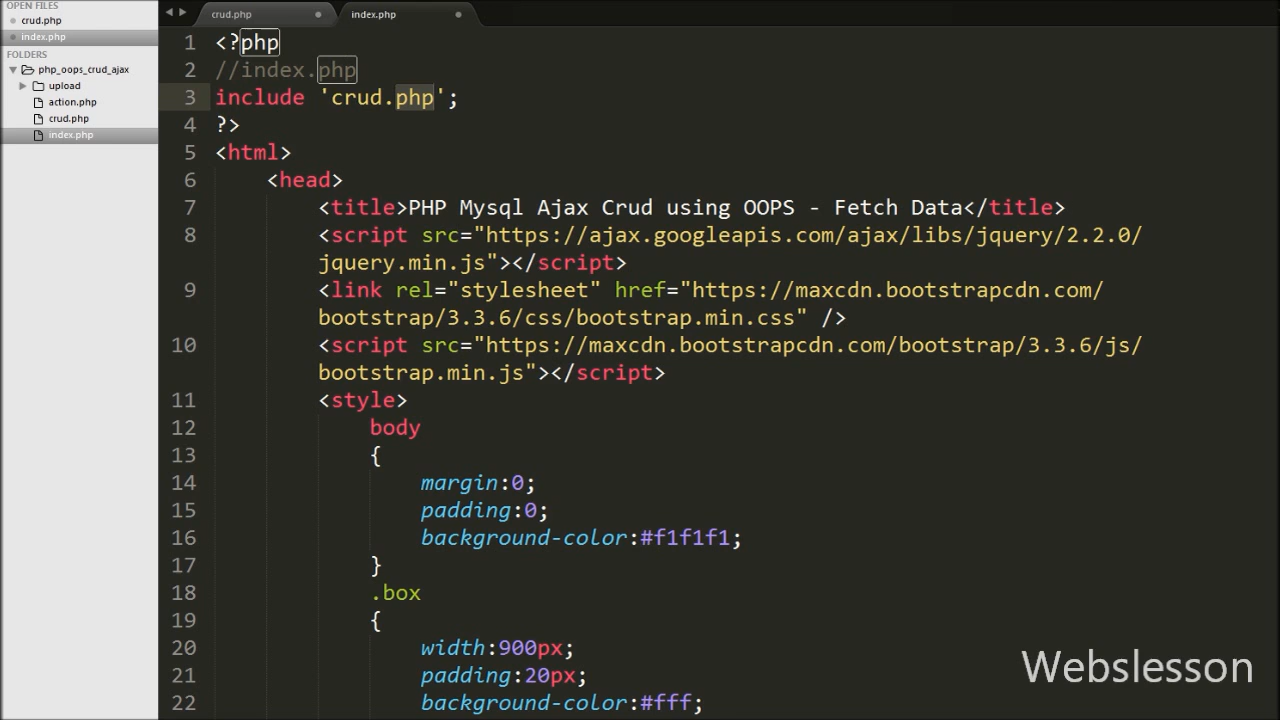 OPEN FILES
crud.php
index.php
FOLDERS
php_oops_crud_ajax
upload
action.php
crud.php
index.php
crud.php
index.php
1 <?php
2 //index.php
3 include 'crud.php';
4 ?>
5 <html>
6 <head>
7 <title>PHP Mysql Ajax Crud using OOPS - Fetch Data</title>
8 <script src="https://ajax.googleapis.com/ajax/libs/jquery/2.2.0/
jquery.min.js"></script>
9 <link rel="stylesheet" href="https://maxcdn.bootstrapcdn.com/
bootstrap/3.3.6/css/bootstrap.min.css" />
10 <script src="https://maxcdn.bootstrapcdn.com/bootstrap/3.3.6/js/
bootstrap.min.js"></script>
11 <style>
12 body
13 {
14 margin:0;
15 padding:0;
16 background-color:#f1f1f1;
17 }
18 .box
19 {
20 width:900px;
21 padding:20px;
22 background-color:#fff;
Webslesson